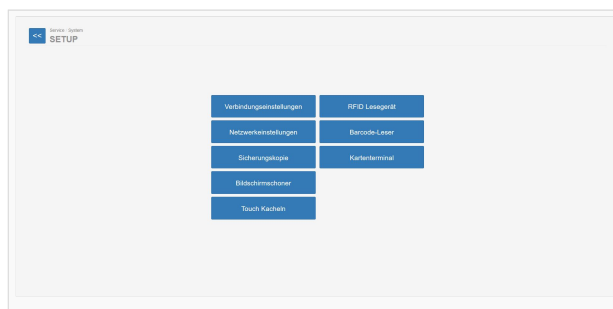 <<
Service / System
SETUP
Verbindungseinstellungen
RFID Lesegerät
Netzwerkeinstellungen
Barcode-Leser
Sicherungskopie
Kartenterminal
Bildschirmschoner
Touch Kacheln